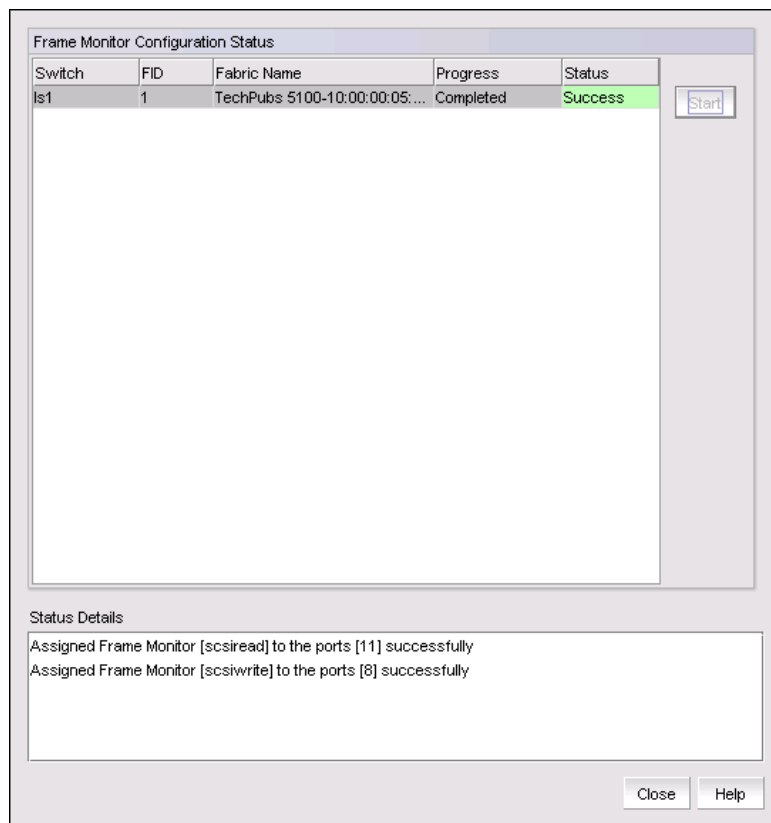 Frame Monitor Configuration Status
Switch FID Fabric Name Progress Status
ls1 1 TechPubs 5100-10:00:00:05:... Completed Success
Start
Status Details
Assigned Frame Monitor [scsiread] to the ports [11] successfully
Assigned Frame Monitor [scsiwrite] to the ports [8] successfully
Close Help